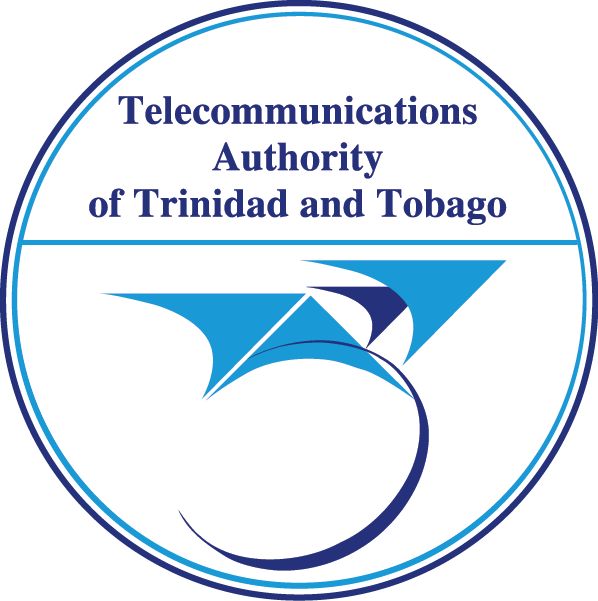 Telecommunications
Authority
of Trinidad and Tobago